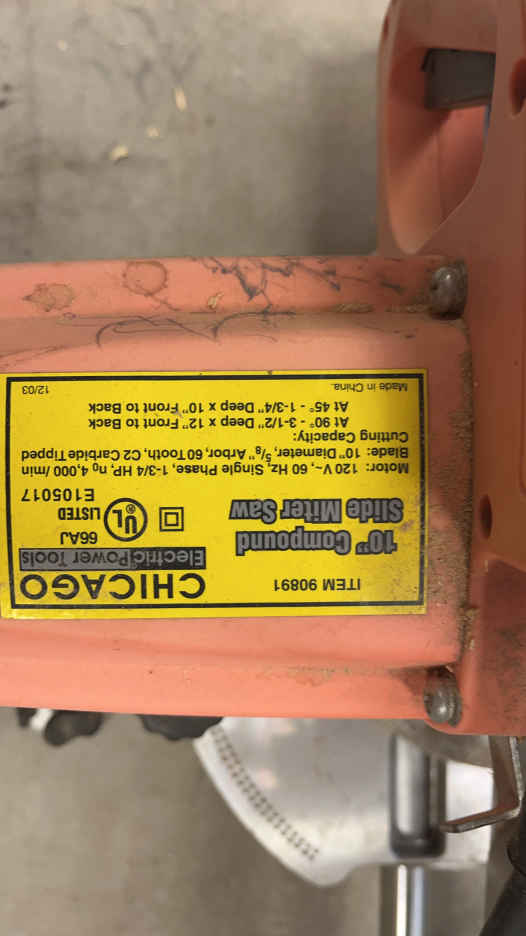 ITEM 90891
CHICAGO
Electric Power Tools
10" Compound
Slide Miter Saw
UL
66AJ
LISTED
E105017
Motor: 120 V~, 60 Hz, Single Phase, 1-3/4 HP, n₀ 4,000 /min
Blade: 10" Diameter, ⅝" Arbor, 60 Tooth, C2 Carbide Tipped
Cutting Capacity:
At 90° - 3-1/2" Deep x 12" Front to Back
At 45° - 1-3/4" Deep x 10" Front to Back
Made in China.
12/03